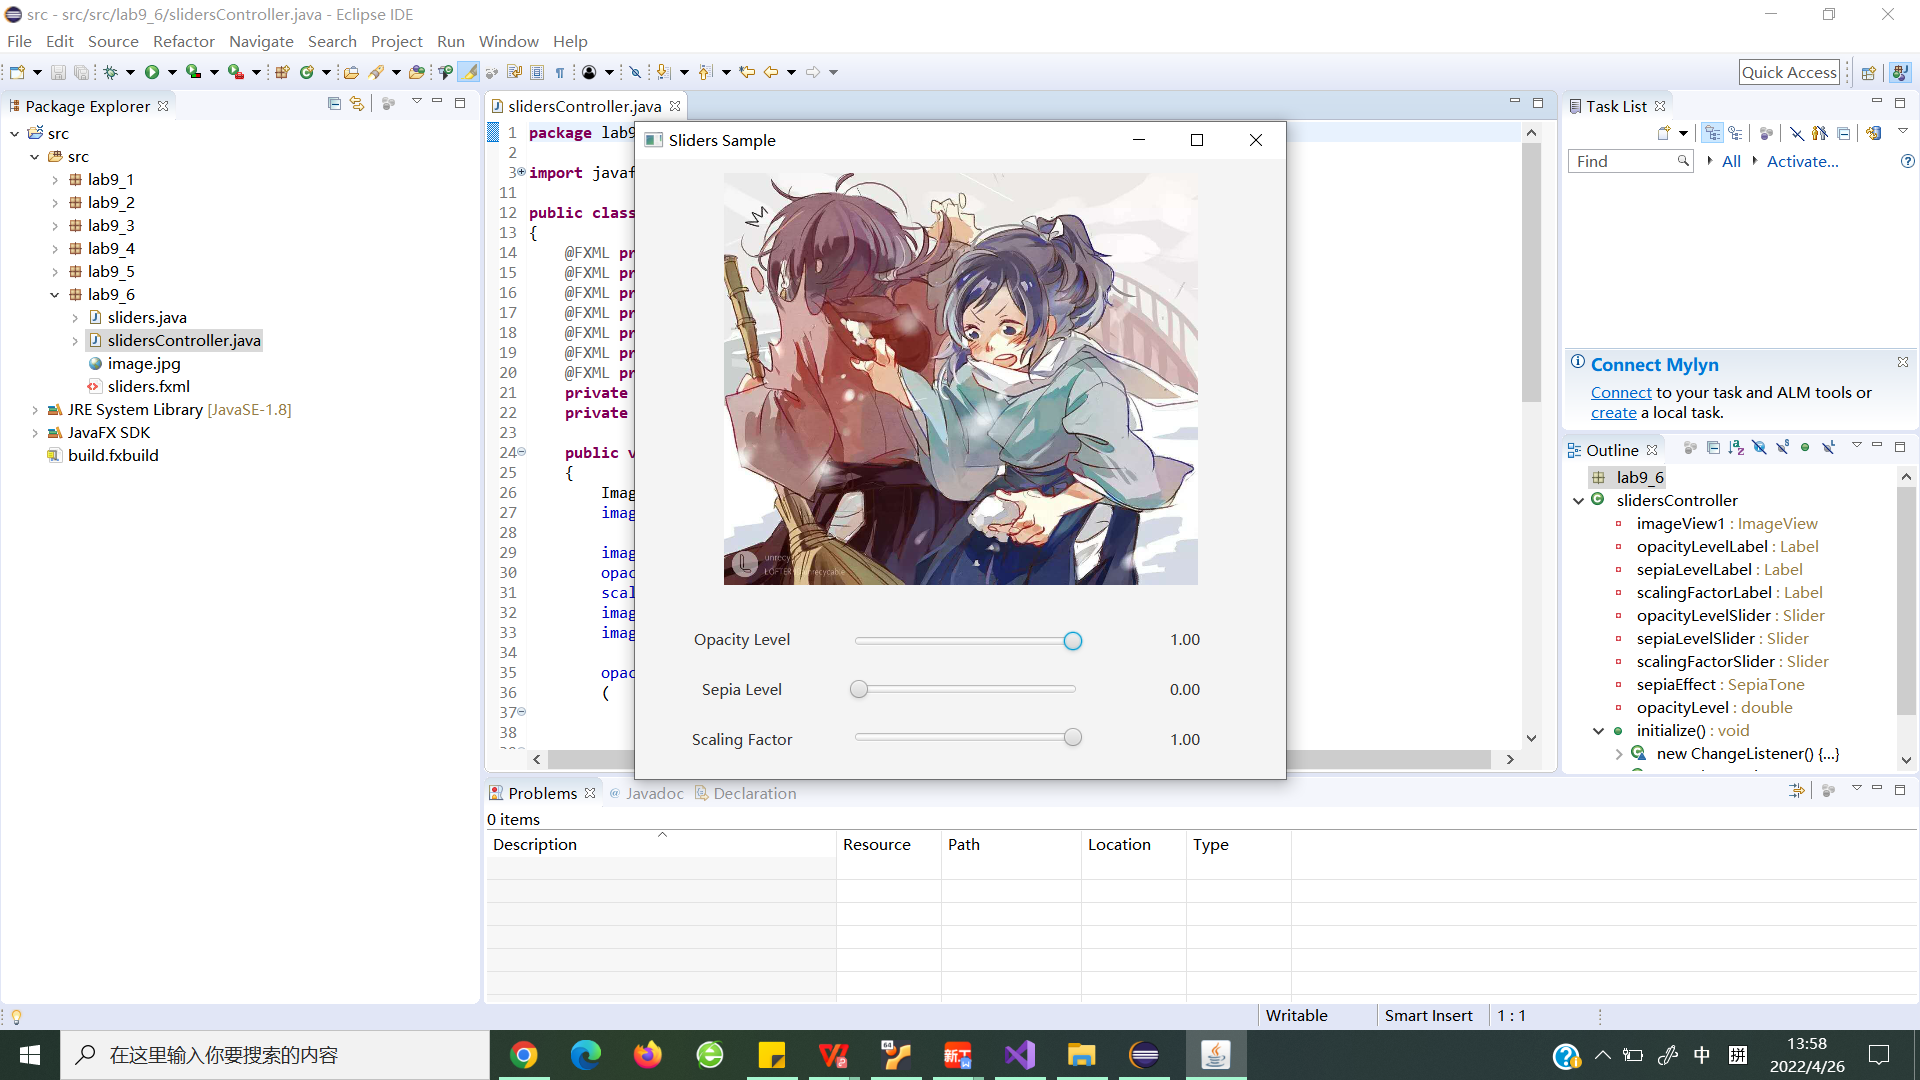 src - src/src/lab9_6/slidersController.java - Eclipse IDE
File Edit Source Refactor Navigate Search Project Run Window Help
Quick Access
Package Explorer
src
src
lab9_1
lab9_2
lab9_3
lab9_4
lab9_5
lab9_6
sliders.java
slidersController.java
image.jpg
sliders.fxml
JRE System Library [JavaSE-1.8]
JavaFX SDK
build.fxbuild
slidersController.java
1 package lab9
2
3 import javaf
11
12 public class
13 {
14 @FXML pr
15 @FXML pr
16 @FXML pr
17 @FXML pr
18 @FXML pr
19 @FXML pr
20 @FXML pr
21 private
22 private
23
24 public v
25 {
26 Imag
27 imag
28
29 imag
30 opac
31 scal
32 imag
33 imag
34
35 opac
36 (
37
38
Sliders Sample
Opacity Level 1.00
Sepia Level 0.00
Scaling Factor 1.00
Task List
Find All Activate...
Connect Mylyn
Connect to your task and ALM tools or
create a local task.
Outline
lab9_6
slidersController
imageView1 : ImageView
opacityLevelLabel : Label
sepiaLevelLabel : Label
scalingFactorLabel : Label
opacityLevelSlider : Slider
sepiaLevelSlider : Slider
scalingFactorSlider : Slider
sepiaEffect : SepiaTone
opacityLevel : double
initialize() : void
new ChangeListener() {...}
Problems @ Javadoc Declaration
0 items
Description Resource Path Location Type
Writable Smart Insert 1 : 1
在这里输入你要搜索的内容
中 拼
13:58
2022/4/26